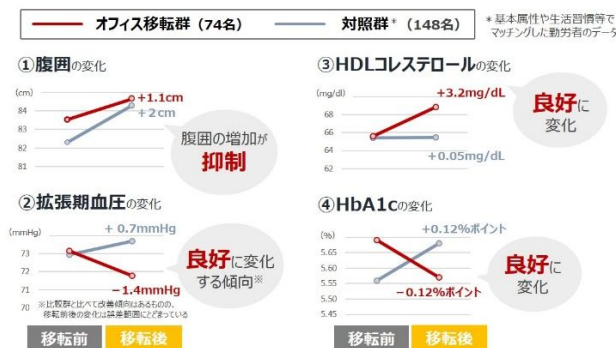 オフィス移転群（74名）
対照群*（148名）
*基本属性や生活習慣等で
マッチングした勤労者のデータ
①腹囲の変化
(cm)
84
83
82
81
+1.1cm
+2cm
腹囲の増加が
抑制
③HDLコレステロールの変化
(mg/dl)
68
66
64
62
+3.2mg/dL
+0.05mg/dL
良好に
変化
②拡張期血圧の変化
(mmHg)
73
72
71
70
+ 0.7mmHg
−1.4mmHg
良好に変化
する傾向※
※比較群と比べて改善傾向はあるものの、
移転前後の変化は誤差範囲にとどまっている
④HbA1cの変化
(%)
5.65
5.60
5.55
5.50
5.45
+0.12%ポイント
−0.12%ポイント
良好に
変化
移転前
移転後
移転前
移転後